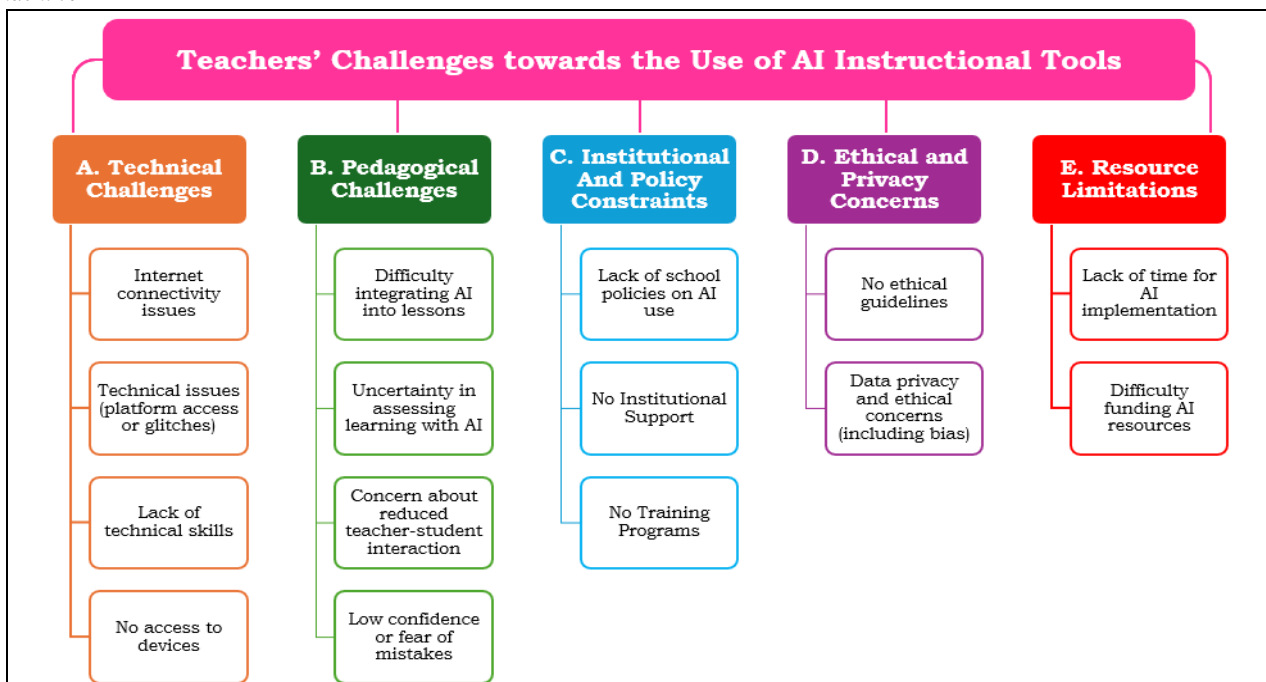 Teachers’ Challenges towards the Use of AI Instructional Tools
A. Technical
Challenges
Internet
connectivity
issues
Technical issues
(platform access
or glitches)
Lack of
technical skills
No access to
devices
B. Pedagogical
Challenges
Difficulty
integrating AI
into lessons
Uncertainty in
assessing
learning with AI
Concern about
reduced
teacher-student
interaction
Low confidence
or fear of
mistakes
C. Institutional
And Policy
Constraints
Lack of school
policies on AI
use
No Institutional
Support
No Training
Programs
D. Ethical and
Privacy
Concerns
No ethical
guidelines
Data privacy
and ethical
concerns
(including bias)
E. Resource
Limitations
Lack of time for
AI
implementation
Difficulty
funding AI
resources